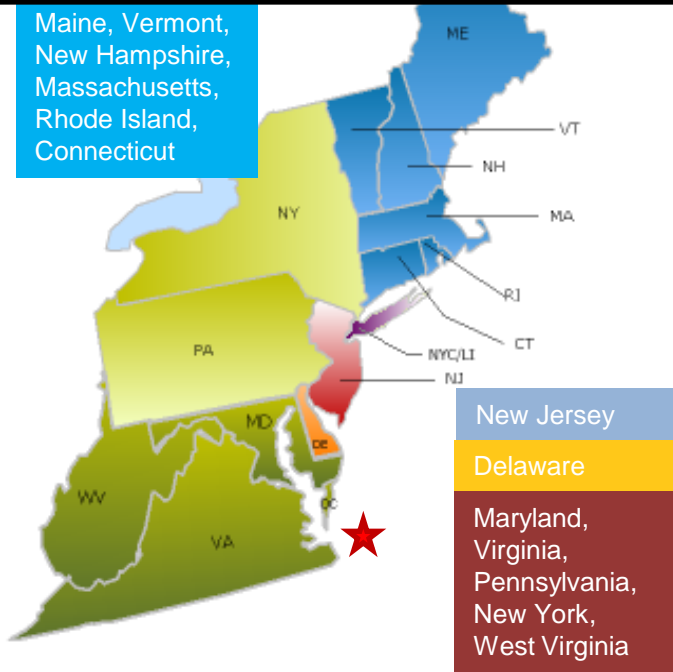 Maine, Vermont,
New Hampshire,
Massachusetts,
Rhode Island,
Connecticut
ME
VT
NH
MA
NY
RI
CT
NYC/LI
PA
NJ
New Jersey
MD
DE
Delaware
WV
DC
VA
Maryland,
Virginia,
Pennsylvania,
New York,
West Virginia